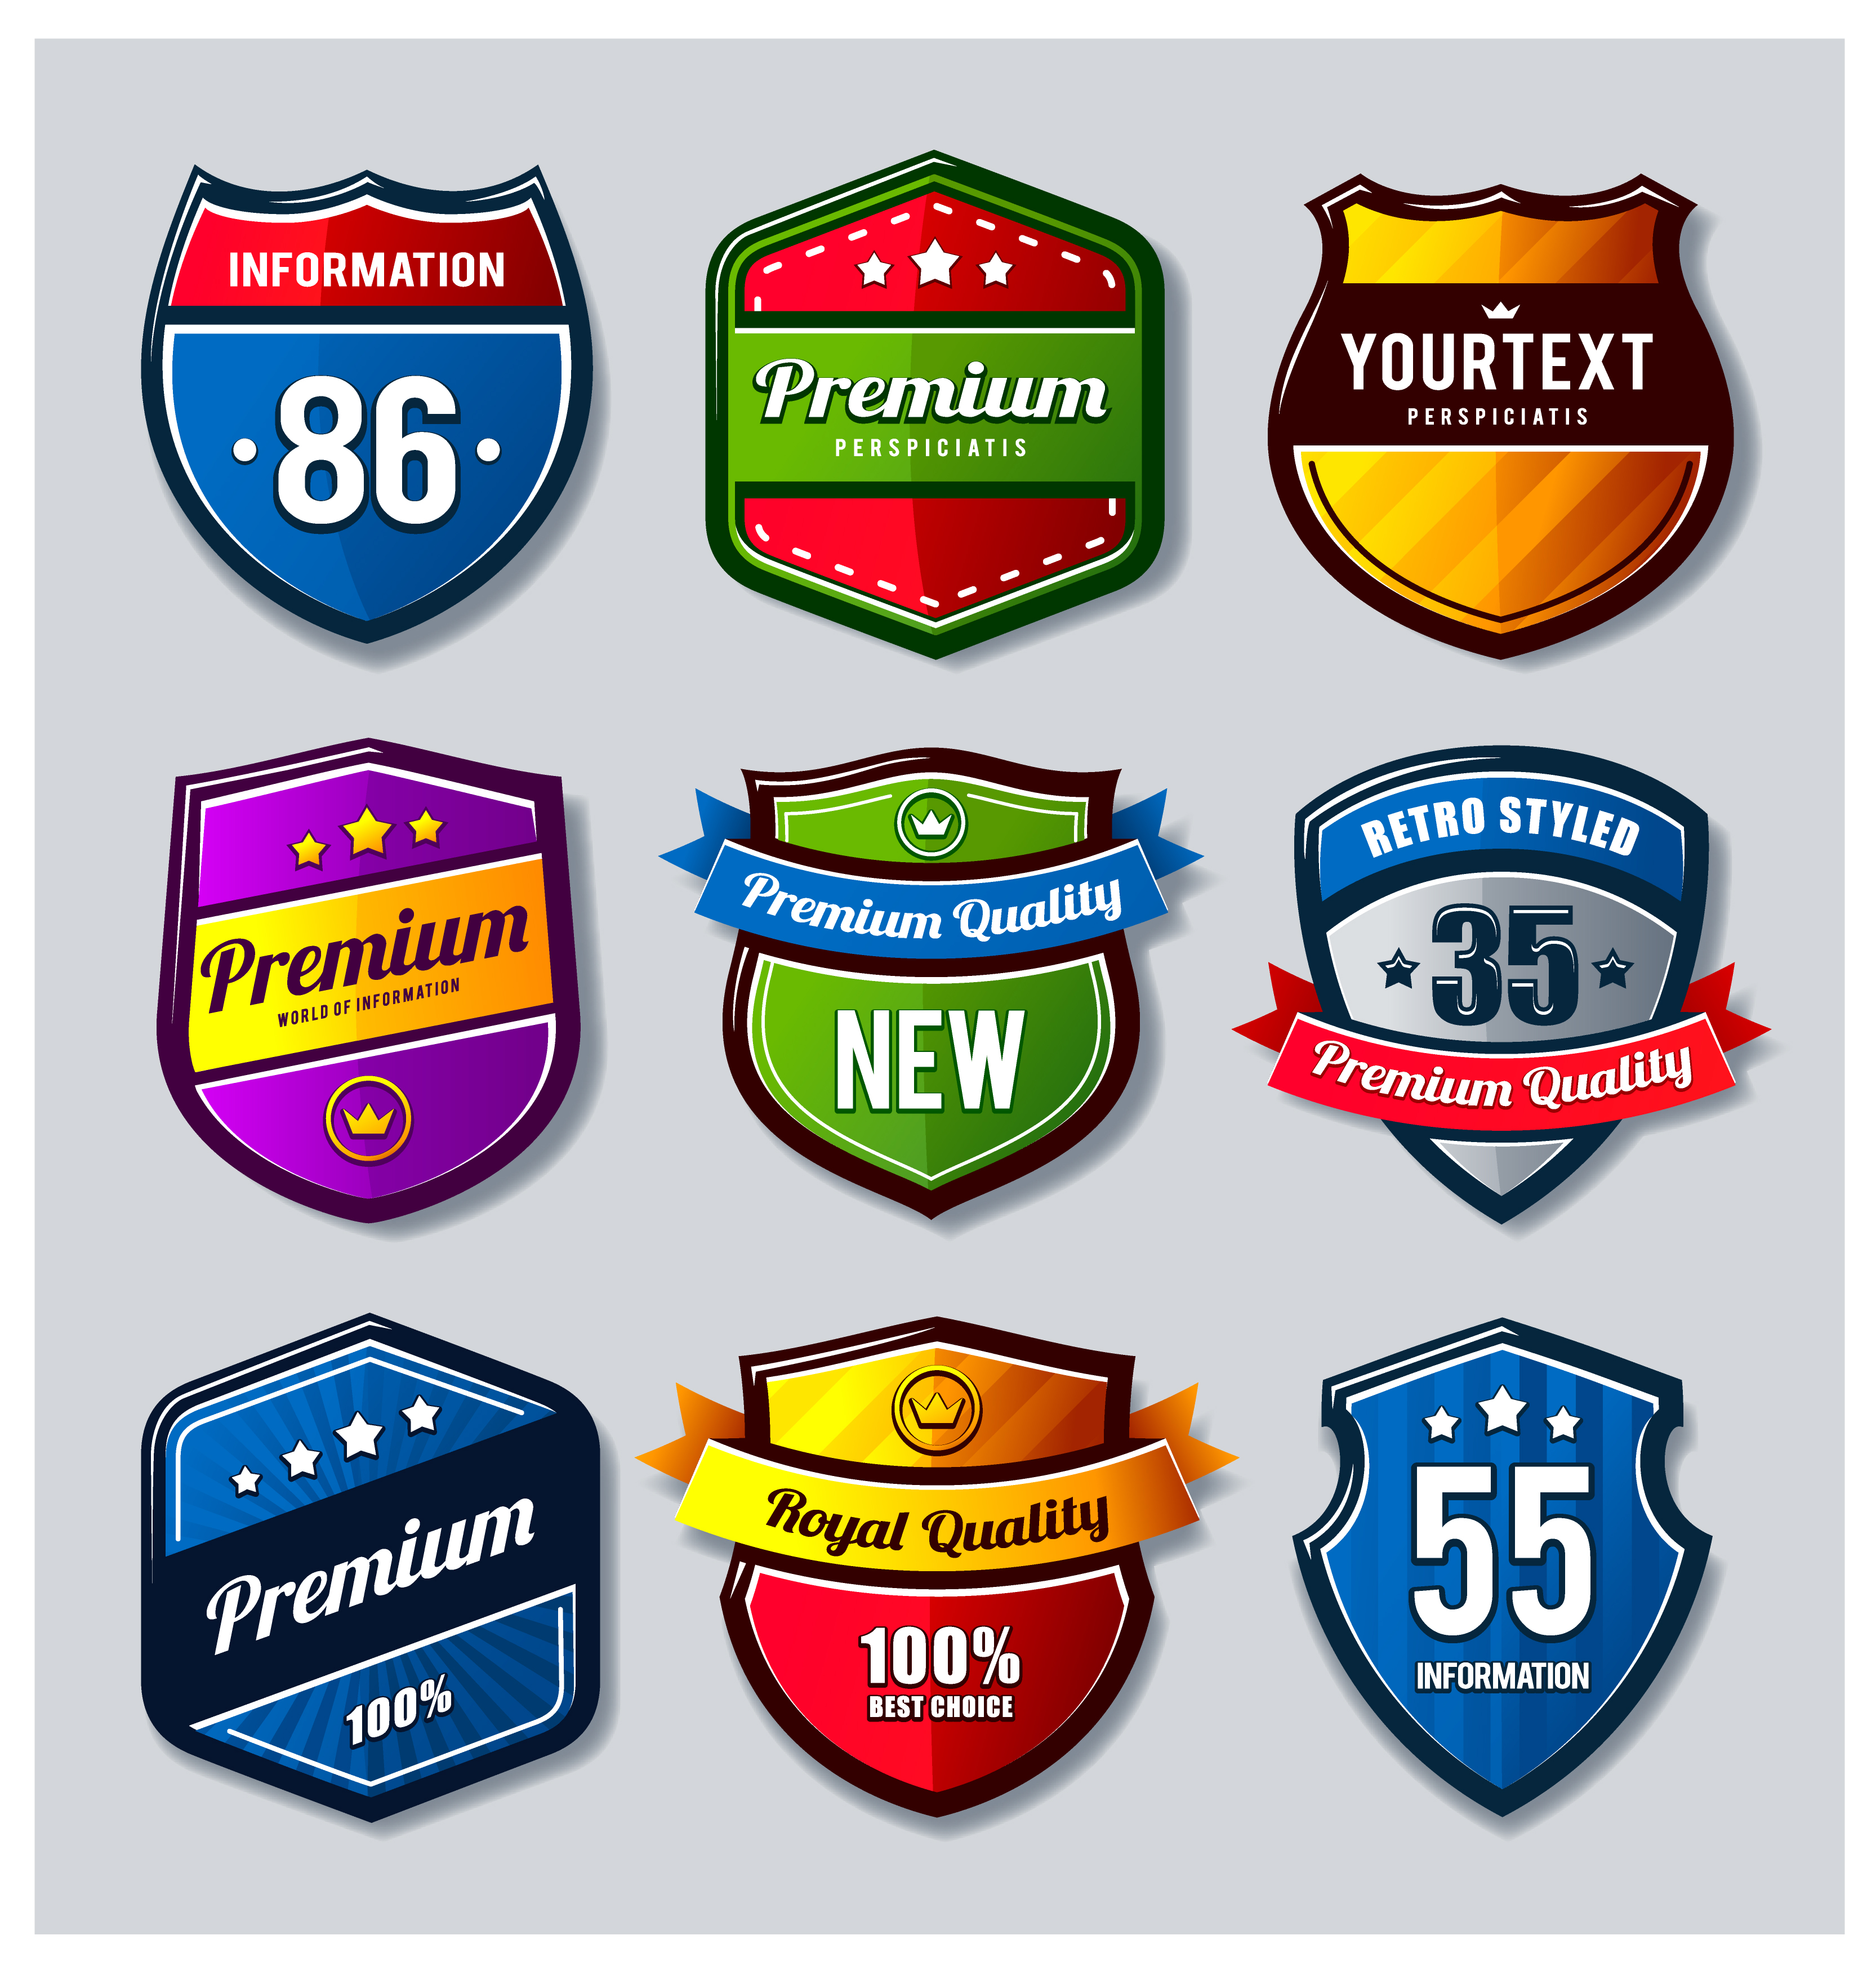 INFORMATION
86
Premium
PERSPICIATIS
YOURTEXT
PERSPICIATIS
Premium
WORLD OF INFORMATION
Premium Quality
NEW
RETRO STYLED
35
Premium Quality
Premium
100%
Royal Quality
100%
BEST CHOICE
55
INFORMATION